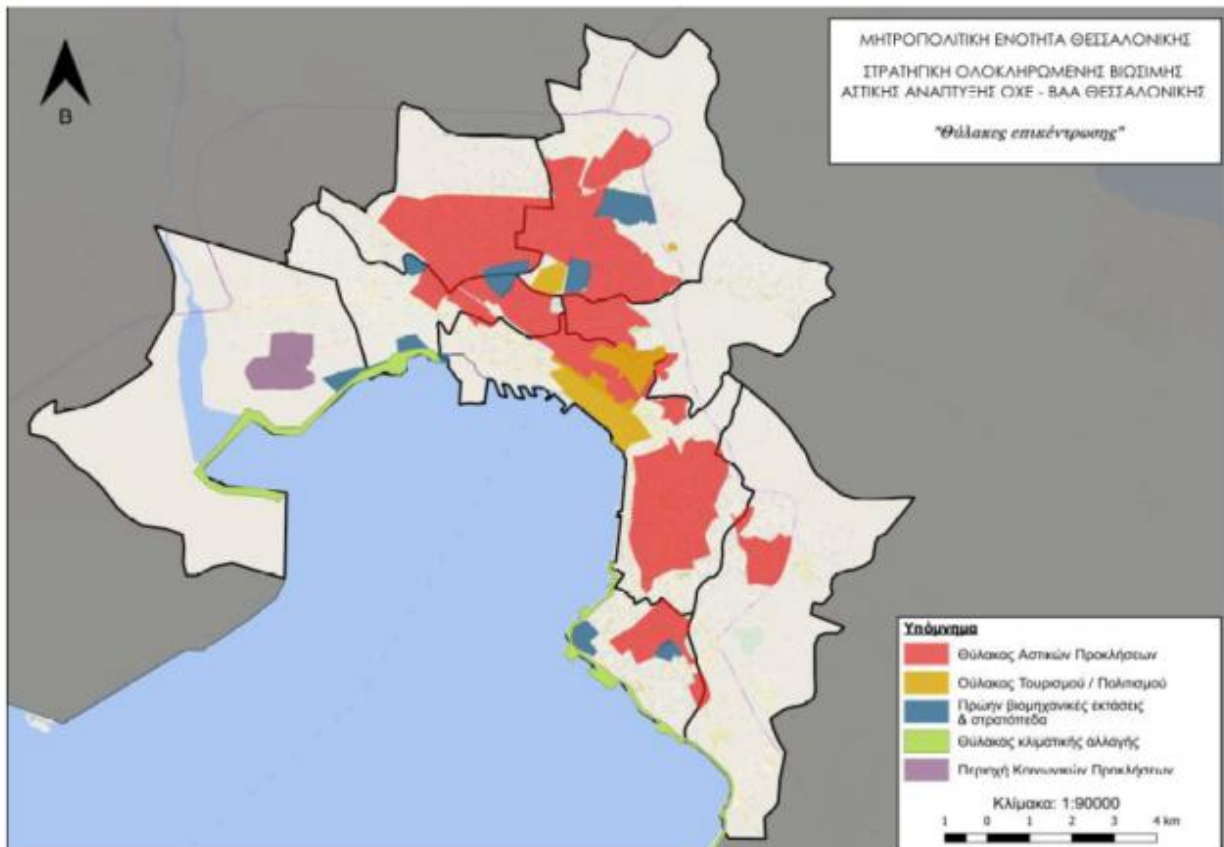 Β
ΜΗΤΡΟΠΟΛΙΤΙΚΗ ΕΝΟΤΗΤΑ ΘΕΣΣΑΛΟΝΙΚΗΣ
ΣΤΡΑΤΗΓΙΚΗ ΟΛΟΚΛΗΡΩΜΕΝΗΣ ΒΙΩΣΙΜΗΣ
ΑΣΤΙΚΗΣ ΑΝΑΠΤΥΞΗΣ ΟΧΕ - ΒΑΑ ΘΕΣΣΑΛΟΝΙΚΗΣ
"Θύλακες επικέντρωσης"
Υπόμνημα
Θύλακας Αστικών Προκλήσεων
Θύλακας Τουρισμού / Πολιτισμού
Πρώην βιομηχανικές εκτάσεις
& στρατόπεδα
Θύλακας κλιματικής αλλαγής
Περιοχή Κοινωνικών Προκλήσεων
Κλίμακα: 1:90000
1 0 1 2 3 4 km